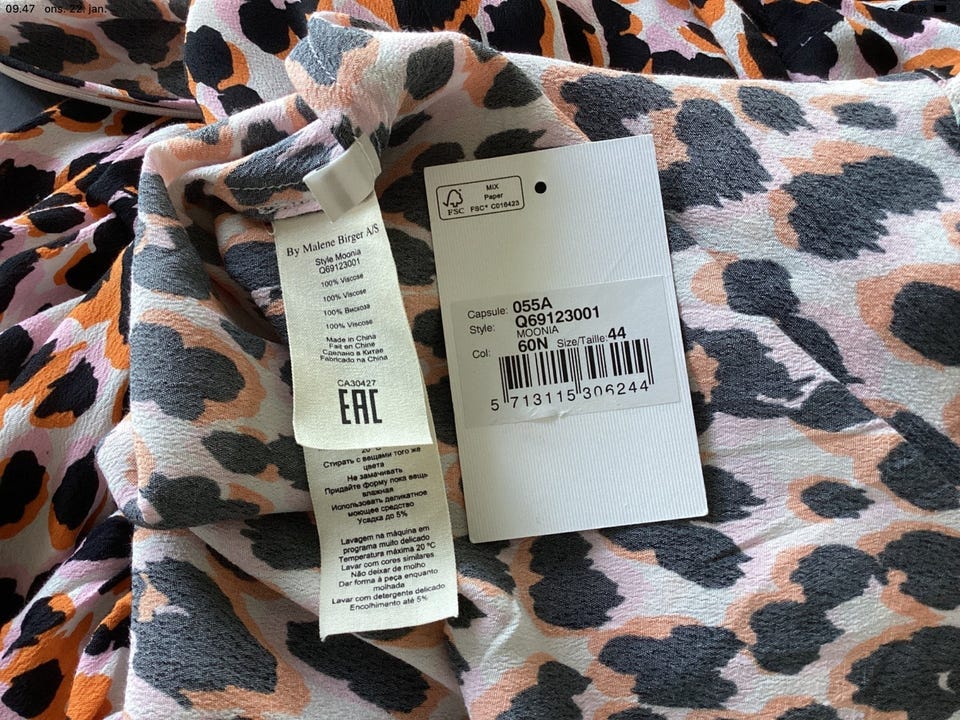 09.47 ons. 22. jan.
MIX
Paper
FSC
FSC® C016423
By Malene Birger A/S
Style Moonia
Q69123001
100% Viscose
100% Viscose
100% Вискоза
100% Viscose
Made in China
Fait en Chine
Сделано в Китае
Fabricado na China
CA30427
EAC
20°C
Стирать с вещами того же
цвета
Не замачивать
Придайте форму пока вещь
влажная
Использовать деликатное
моющее средство
Усадка до 5%
Lavagem na máquina em
programa muito delicado
Temperatura máxima 20 ºC
Lavar com cores similares
Não deixar de molho
Dar forma à peça enquanto
molhada
Lavar com detergente delicado
Encolhimento até 5%
Capsule: 055A
Style: Q69123001
MOONIA
Col: 60N Size/Taille: 44
5 713115 306244